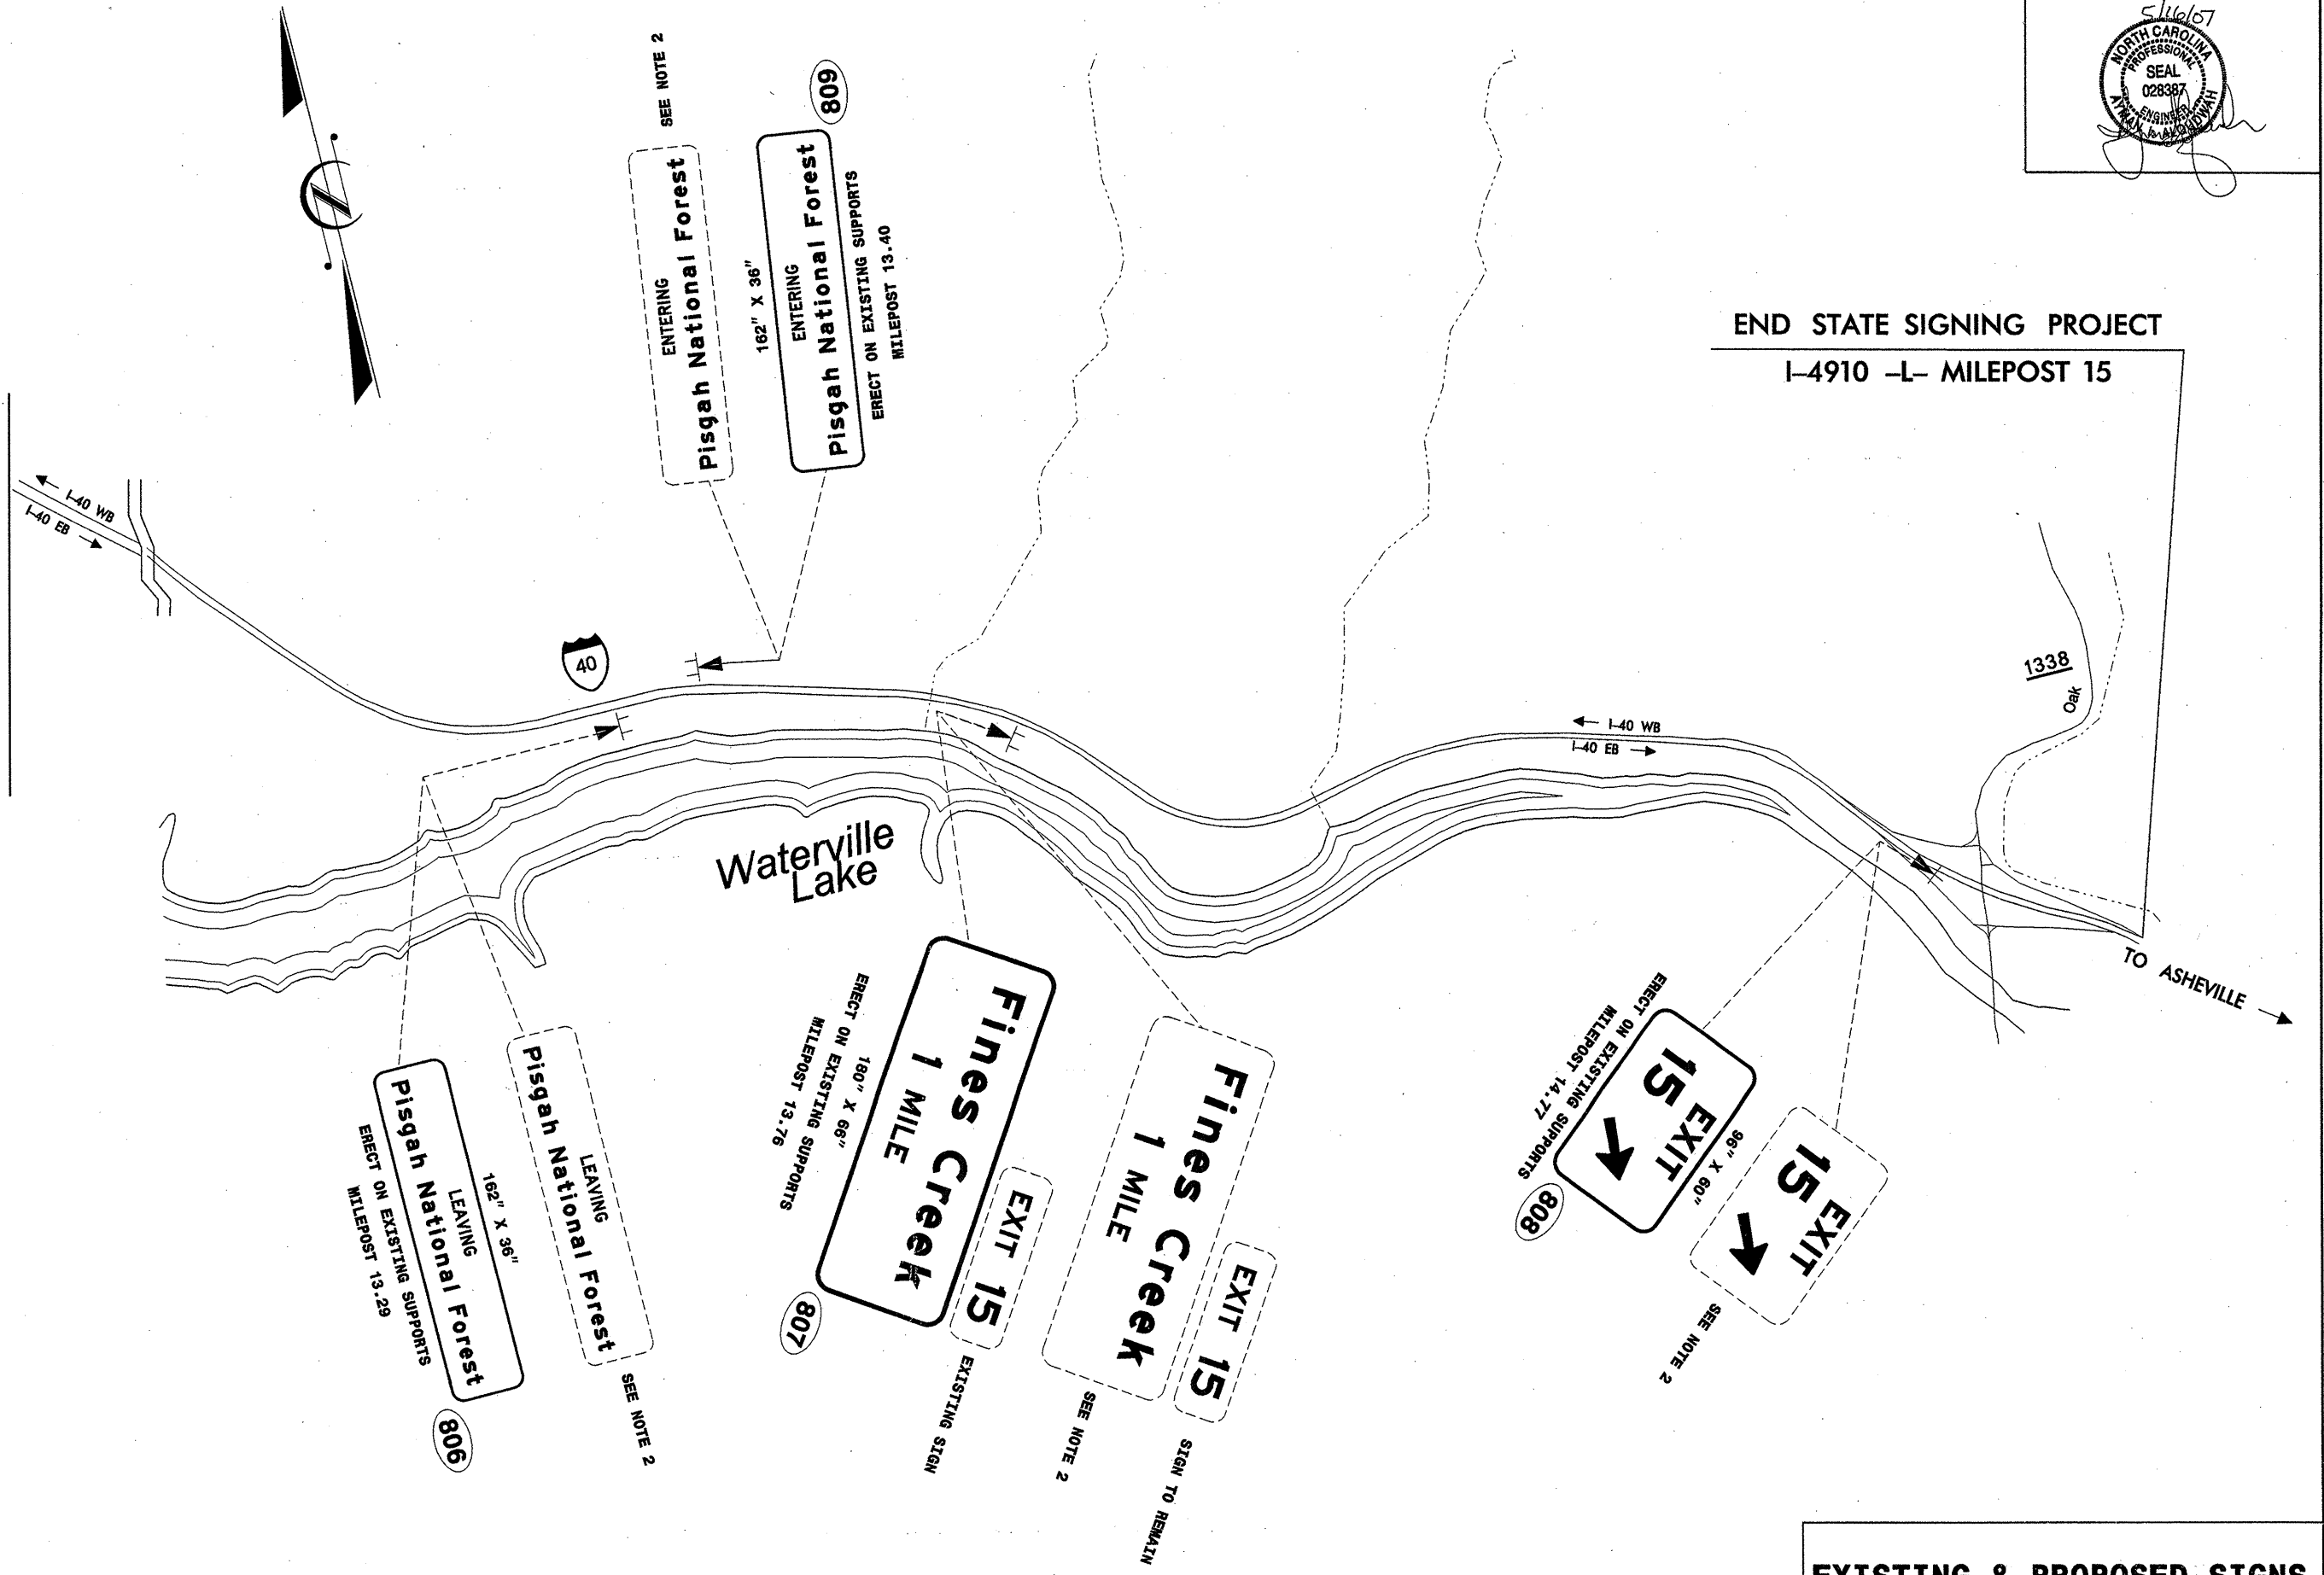 5/16/07
NORTH CAROLINA
PROFESSIONAL
SEAL
028387
ENGINEER
SEE NOTE 2
ENTERING
Pisgah National Forest
809
162" X 36"
ENTERING
Pisgah National Forest
ERECT ON EXISTING SUPPORTS
MILEPOST 13.40
END STATE SIGNING PROJECT
I-4910 -L- MILEPOST 15
I-40 WB
I-40 EB
40
I-40 WB
I-40 EB
1338
Oak
Waterville
Lake
TO ASHEVILLE
162" X 36"
LEAVING
Pisgah National Forest
ERECT ON EXISTING SUPPORTS
MILEPOST 13.29
806
LEAVING
Pisgah National Forest
SEE NOTE 2
EXIT 15
EXISTING SIGN
Fines Creek
1 MILE
180" X 66"
ERECT ON EXISTING SUPPORTS
MILEPOST 13.76
807
EXIT 15
SIGN TO REMAIN
Fines Creek
1 MILE
SEE NOTE 2
96" X 60"
EXIT
15
ERECT ON EXISTING SUPPORTS
MILEPOST 14.77
808
EXIT
15
SEE NOTE 2
EXISTING & PROPOSED SIGNS